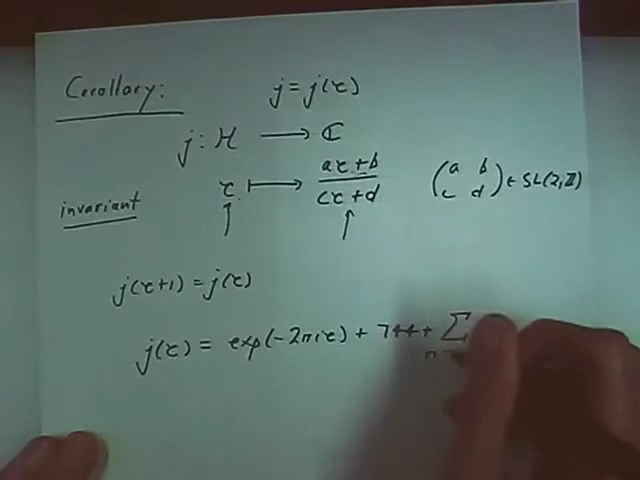 Corollary: j = j(τ)
j: H ⟶ ℂ
τ ⟼ (aτ+b)/(cτ+d) (a b; c d) ∈ SL(2,ℤ)
invariant
j(τ+1) = j(τ)
j(τ) = exp(-2πiτ) + 744 + Σ